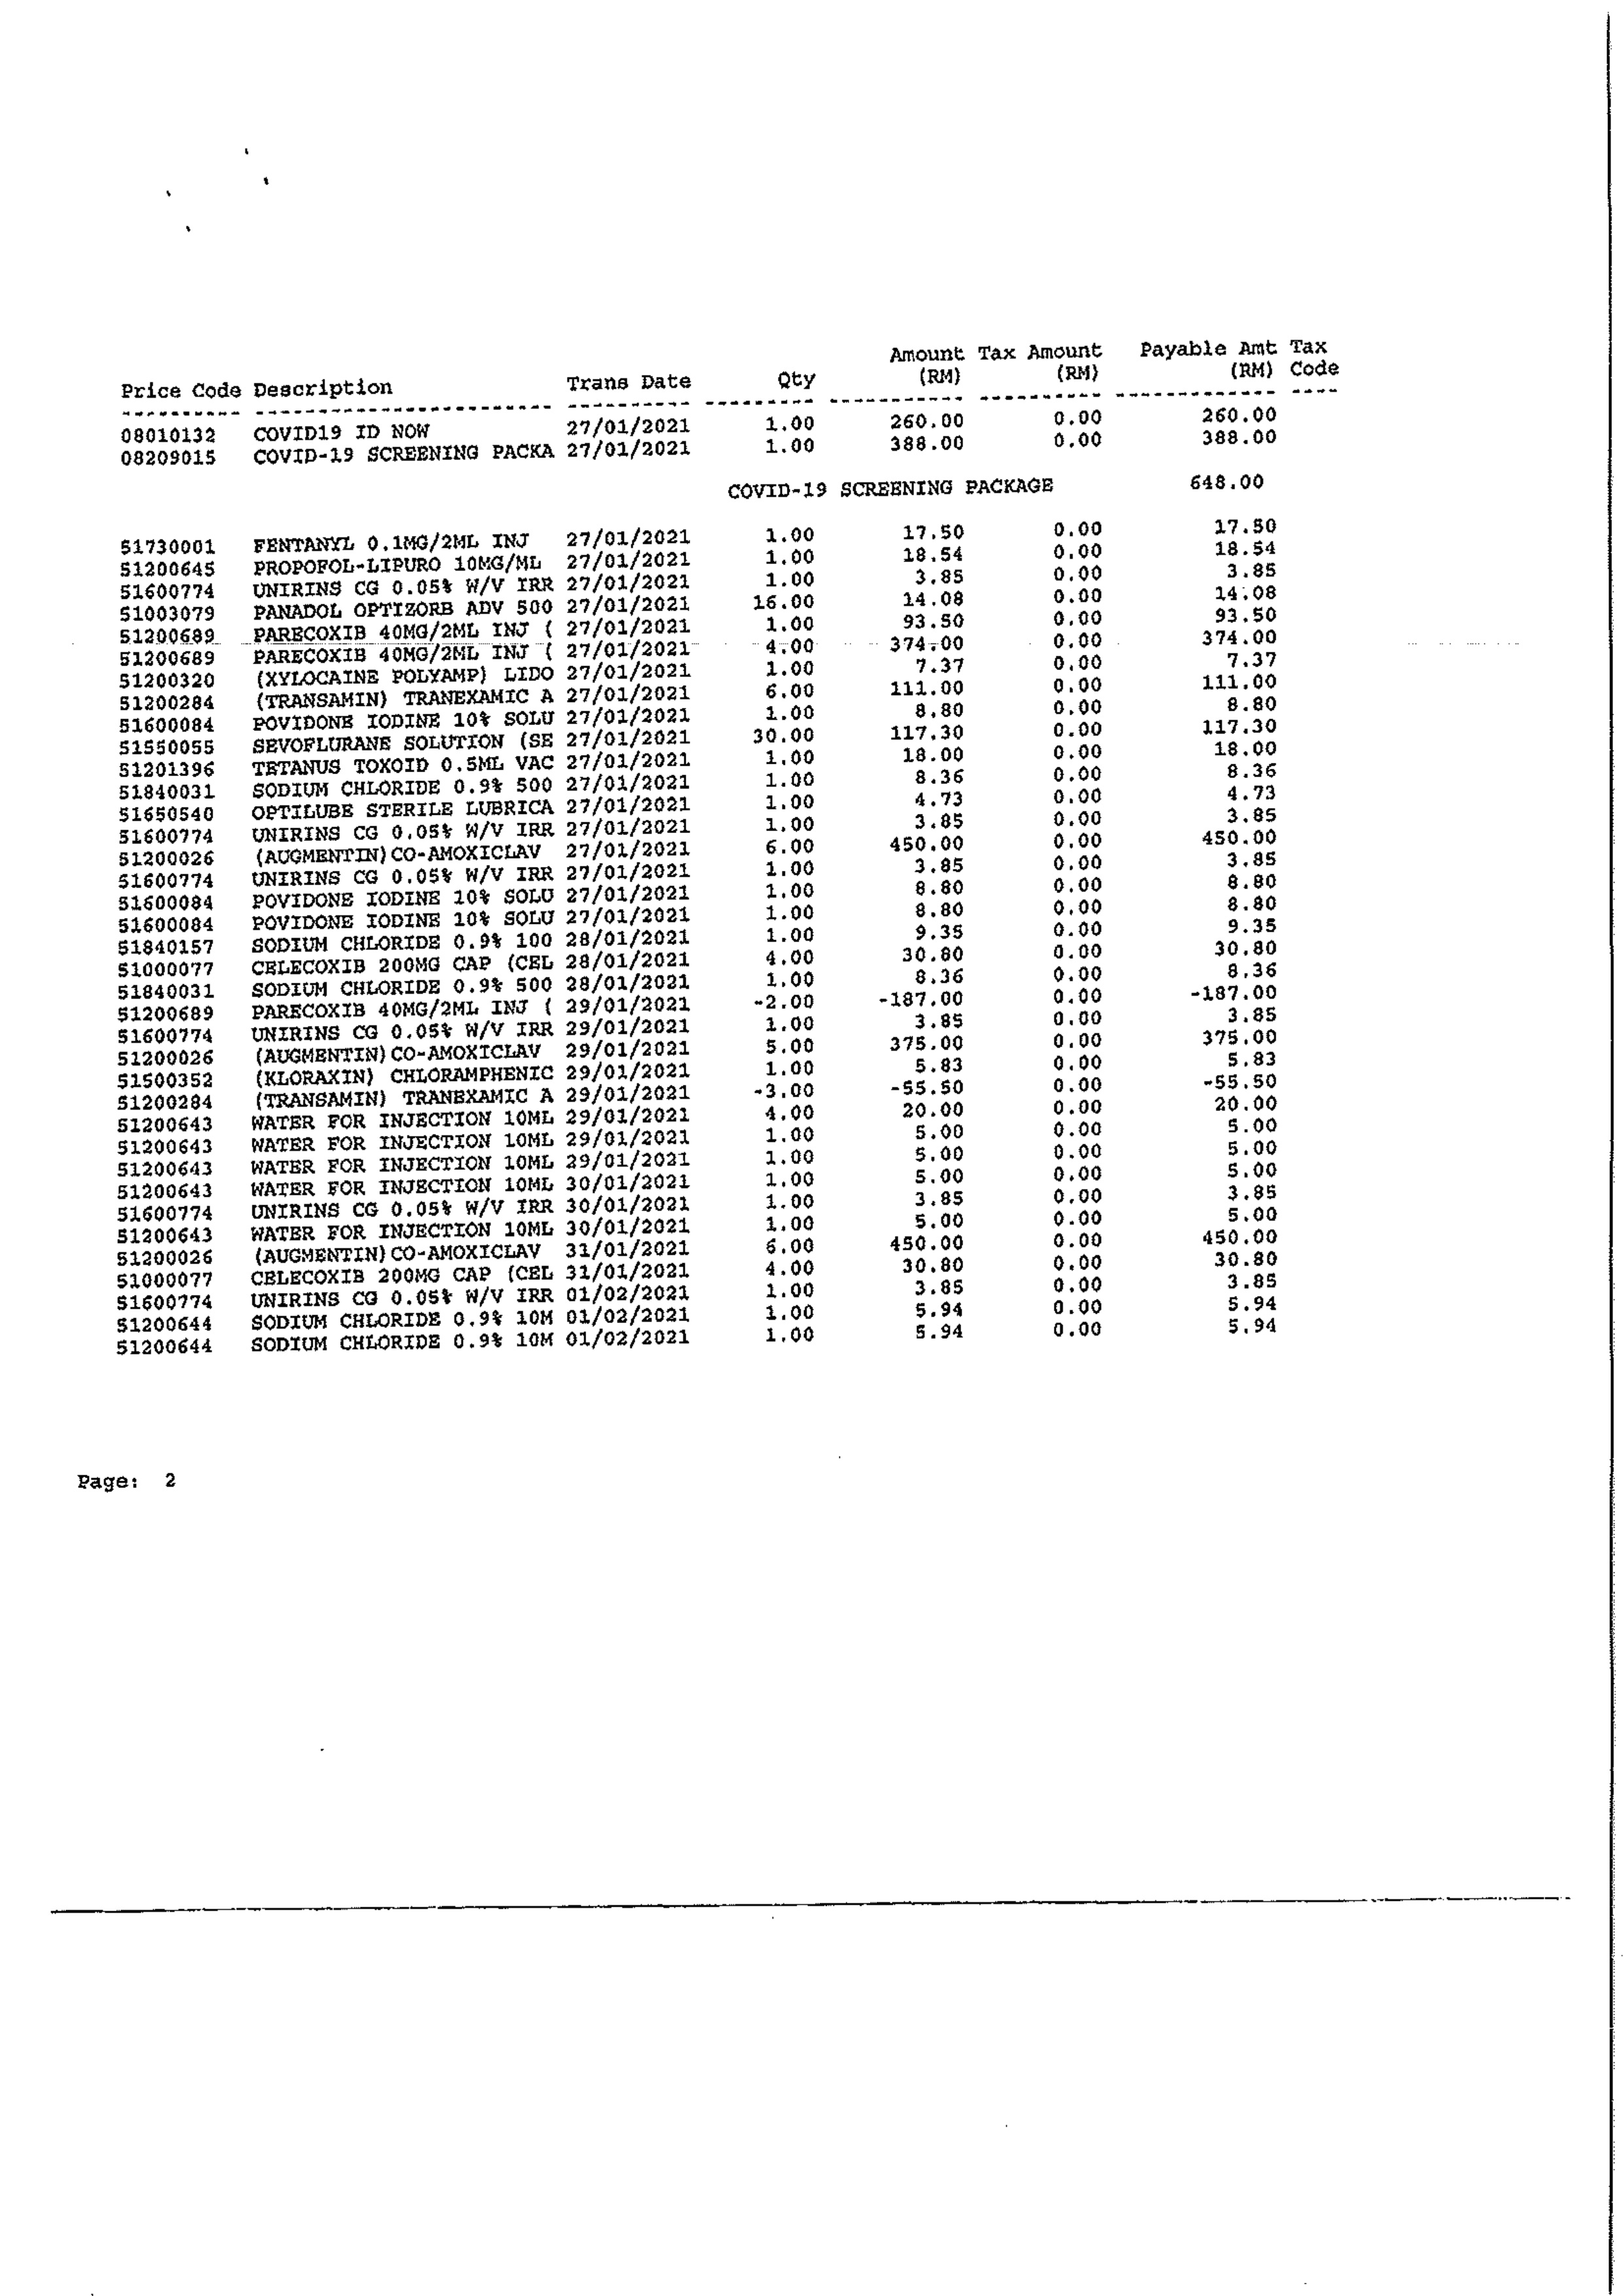 Amount Tax Amount Payable Amt Tax
Price Code Description Trans Date Qty (RM) (RM) (RM) Code
08010132 COVID19 ID NOW 27/01/2021 1.00 260.00 0.00 260.00
08209015 COVID-19 SCREENING PACKA 27/01/2021 1.00 388.00 0.00 388.00
COVID-19 SCREENING PACKAGE 648.00
51730001 FENTANYL 0.1MG/2ML INJ 27/01/2021 1.00 17.50 0.00 17.50
51200645 PROPOFOL-LIPURO 10MG/ML 27/01/2021 1.00 18.54 0.00 18.54
51600774 UNIRINS CG 0.05% W/V IRR 27/01/2021 1.00 3.85 0.00 3.85
51003079 PANADOL OPTIZORB ADV 500 27/01/2021 16.00 14.08 0.00 14.08
51200689 PARECOXIB 40MG/2ML INJ ( 27/01/2021 1.00 93.50 0.00 93.50
51200689 PARECOXIB 40MG/2ML INJ ( 27/01/2021 4.00 374.00 0.00 374.00
51200320 (XYLOCAINE POLYAMP) LIDO 27/01/2021 1.00 7.37 0.00 7.37
51200284 (TRANSAMIN) TRANEXAMIC A 27/01/2021 6.00 111.00 0.00 111.00
51600084 POVIDONE IODINE 10% SOLU 27/01/2021 1.00 8.80 0.00 8.80
51550055 SEVOFLURANE SOLUTION (SE 27/01/2021 30.00 117.30 0.00 117.30
51201396 TETANUS TOXOID 0.5ML VAC 27/01/2021 1.00 18.00 0.00 18.00
51840031 SODIUM CHLORIDE 0.9% 500 27/01/2021 1.00 8.36 0.00 8.36
51650540 OPTILUBE STERILE LUBRICA 27/01/2021 1.00 4.73 0.00 4.73
51600774 UNIRINS CG 0.05% W/V IRR 27/01/2021 1.00 3.85 0.00 3.85
51200026 (AUGMENTIN)CO-AMOXICLAV 27/01/2021 6.00 450.00 0.00 450.00
51600774 UNIRINS CG 0.05% W/V IRR 27/01/2021 1.00 3.85 0.00 3.85
51600084 POVIDONE IODINE 10% SOLU 27/01/2021 1.00 8.80 0.00 8.80
51600084 POVIDONE IODINE 10% SOLU 27/01/2021 1.00 8.80 0.00 8.80
51840157 SODIUM CHLORIDE 0.9% 100 28/01/2021 1.00 9.35 0.00 9.35
51000077 CELECOXIB 200MG CAP (CEL 28/01/2021 4.00 30.80 0.00 30.80
51840031 SODIUM CHLORIDE 0.9% 500 28/01/2021 1.00 8.36 0.00 8.36
51200689 PARECOXIB 40MG/2ML INJ ( 29/01/2021 -2.00 -187.00 0.00 -187.00
51600774 UNIRINS CG 0.05% W/V IRR 29/01/2021 1.00 3.85 0.00 3.85
51200026 (AUGMENTIN)CO-AMOXICLAV 29/01/2021 5.00 375.00 0.00 375.00
51500352 (KLORAXIN) CHLORAMPHENIC 29/01/2021 1.00 5.83 0.00 5.83
51200284 (TRANSAMIN) TRANEXAMIC A 29/01/2021 -3.00 -55.50 0.00 -55.50
51200643 WATER FOR INJECTION 10ML 29/01/2021 4.00 20.00 0.00 20.00
51200643 WATER FOR INJECTION 10ML 29/01/2021 1.00 5.00 0.00 5.00
51200643 WATER FOR INJECTION 10ML 29/01/2021 1.00 5.00 0.00 5.00
51200643 WATER FOR INJECTION 10ML 30/01/2021 1.00 5.00 0.00 5.00
51600774 UNIRINS CG 0.05% W/V IRR 30/01/2021 1.00 3.85 0.00 3.85
51200643 WATER FOR INJECTION 10ML 30/01/2021 1.00 5.00 0.00 5.00
51200026 (AUGMENTIN)CO-AMOXICLAV 31/01/2021 6.00 450.00 0.00 450.00
51000077 CELECOXIB 200MG CAP (CEL 31/01/2021 4.00 30.80 0.00 30.80
51600774 UNIRINS CG 0.05% W/V IRR 01/02/2021 1.00 3.85 0.00 3.85
51200644 SODIUM CHLORIDE 0.9% 10M 01/02/2021 1.00 5.94 0.00 5.94
51200644 SODIUM CHLORIDE 0.9% 10M 01/02/2021 1.00 5.94 0.00 5.94
Page: 2